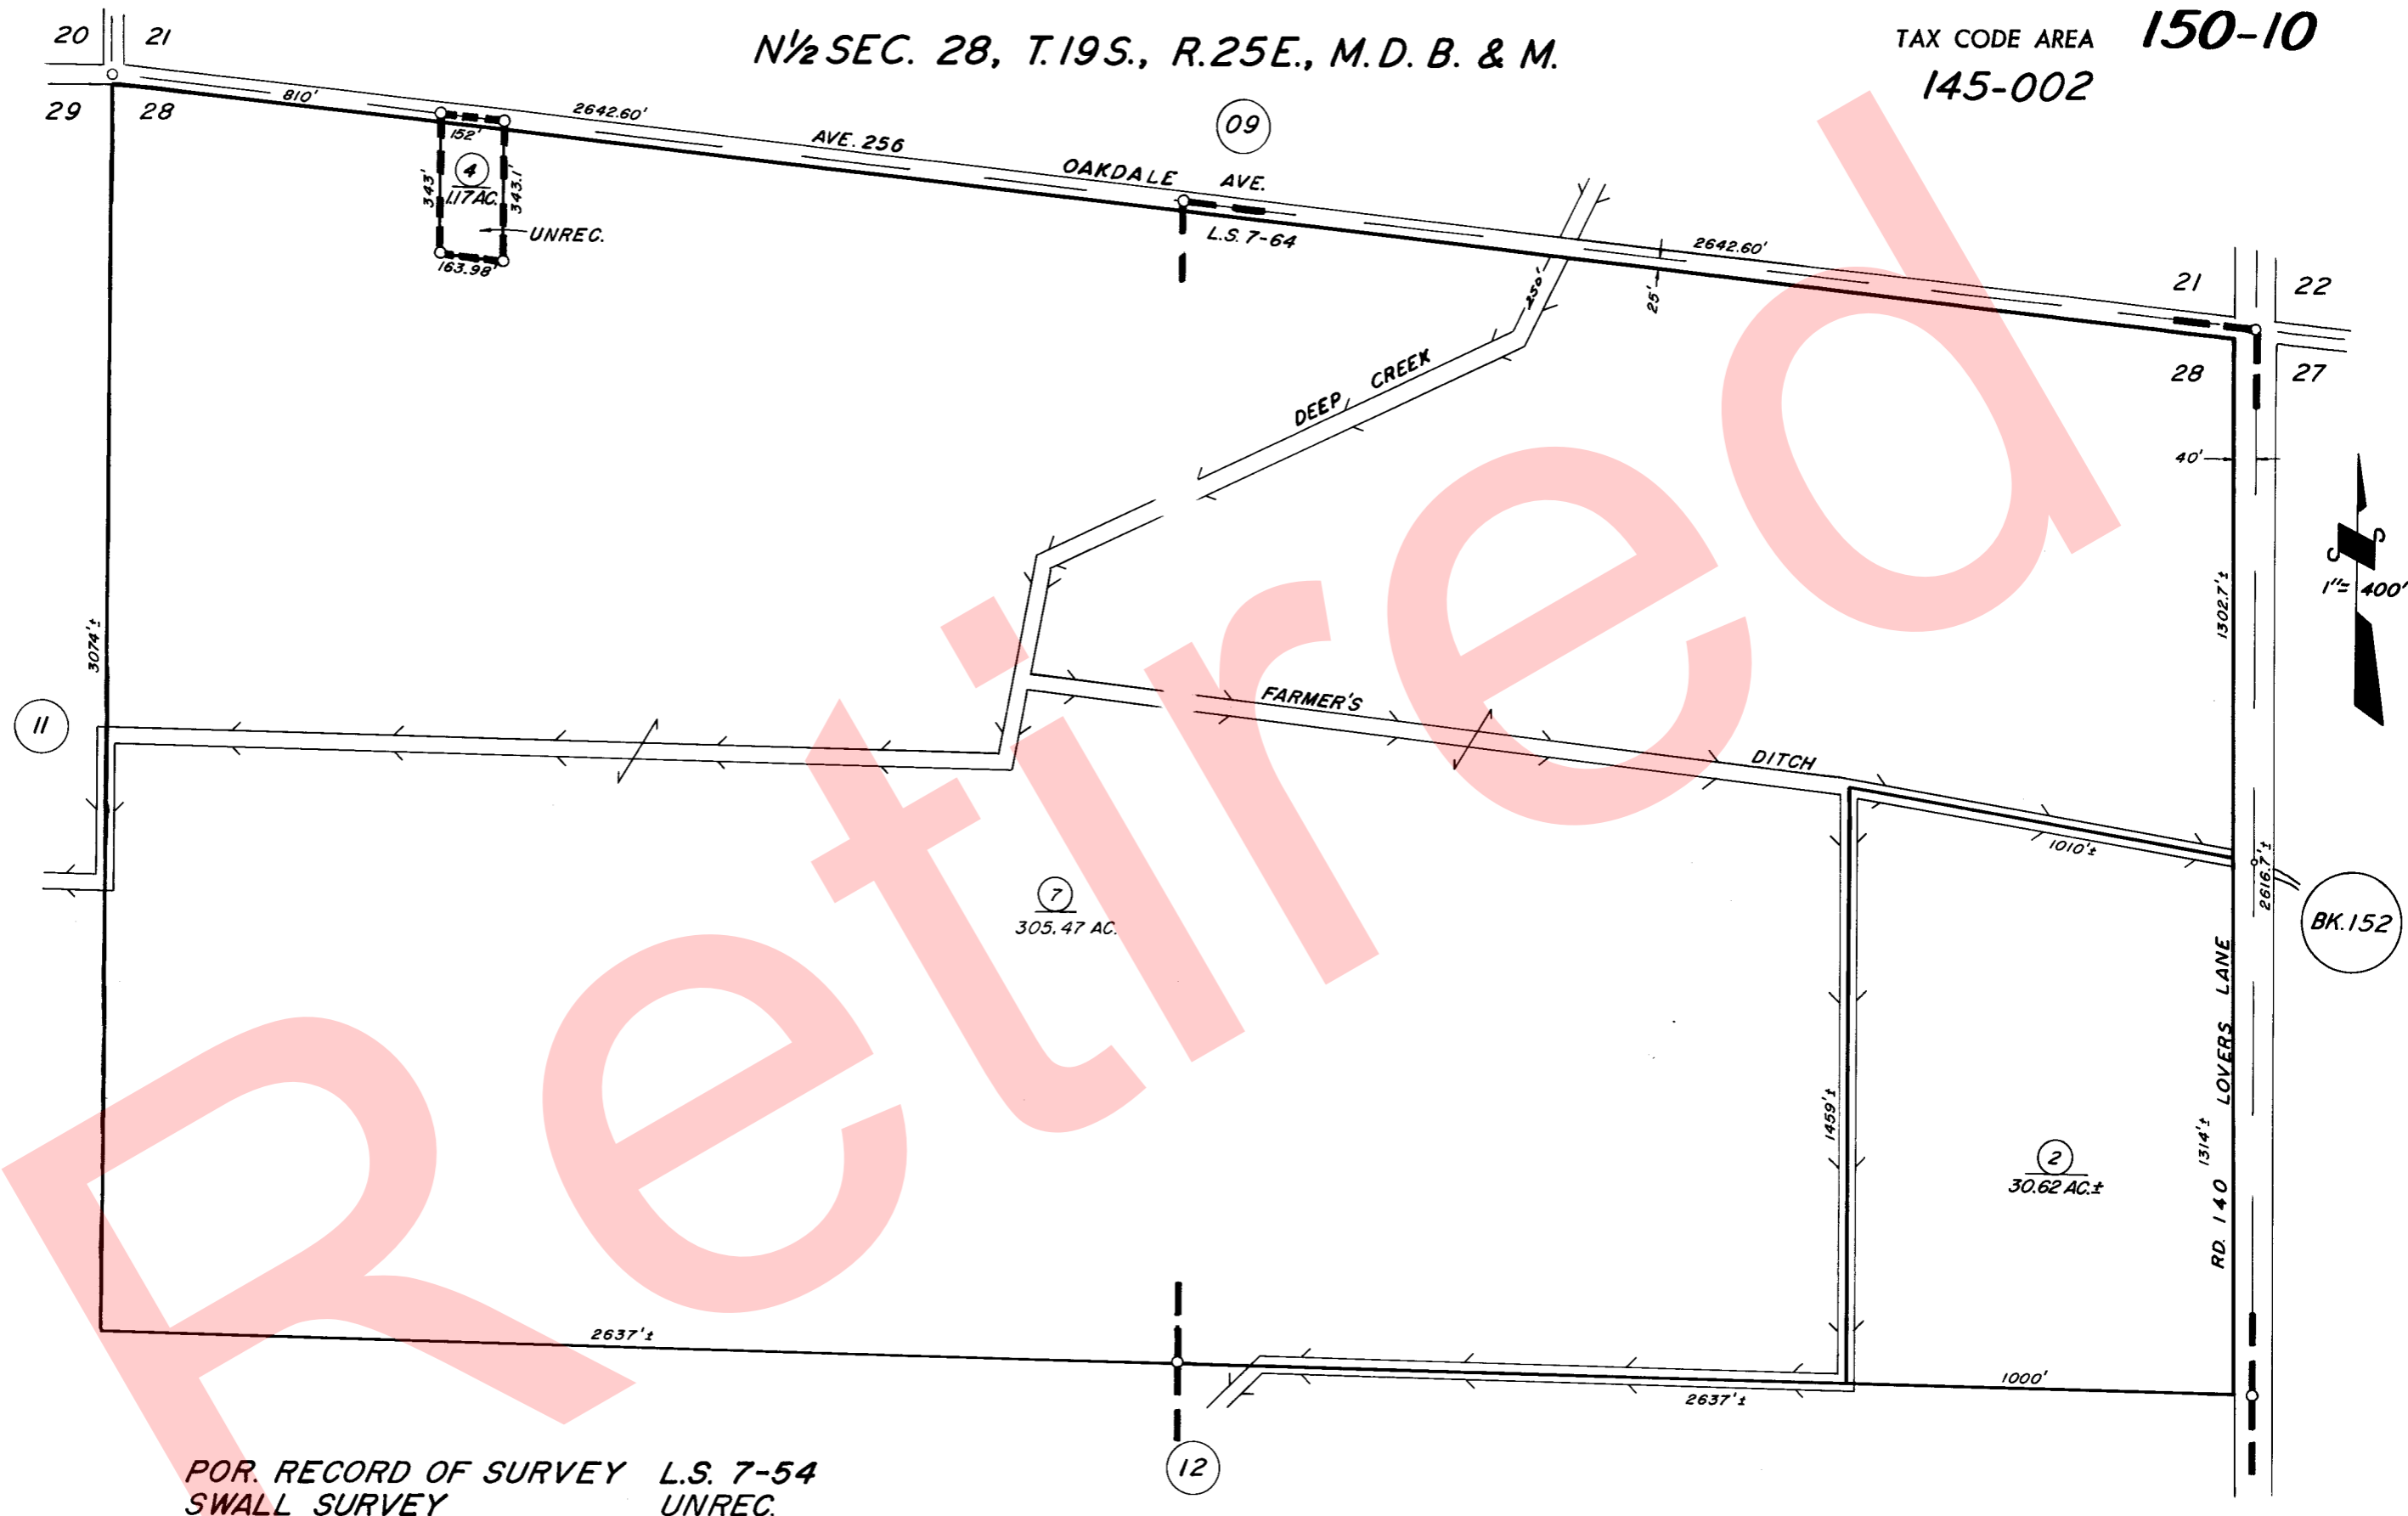 N½ SEC. 28, T.19S., R.25E., M.D.B. & M.
TAX CODE AREA 150-10
145-002
20 21
29 28
810'
2642.60'
152'
4
1.17 AC.
343'
343.1'
UNREC.
163.98'
AVE. 256
OAKDALE AVE.
09
L.S. 7-64
2642.60'
230'
25'
21 22
28 27
40'
DEEP CREEK
1"= 400'
1302.7'±
3074'±
11
FARMER'S
DITCH
1010'±
2616.7'±
BK. 152
7
305.47 AC.
1459'±
2
30.62 AC.±
1314'±
RD. 140 LOVERS LANE
2637'±
2637'±
1000'
12
POR. RECORD OF SURVEY L.S. 7-54
SWALL SURVEY UNREC.
Retired